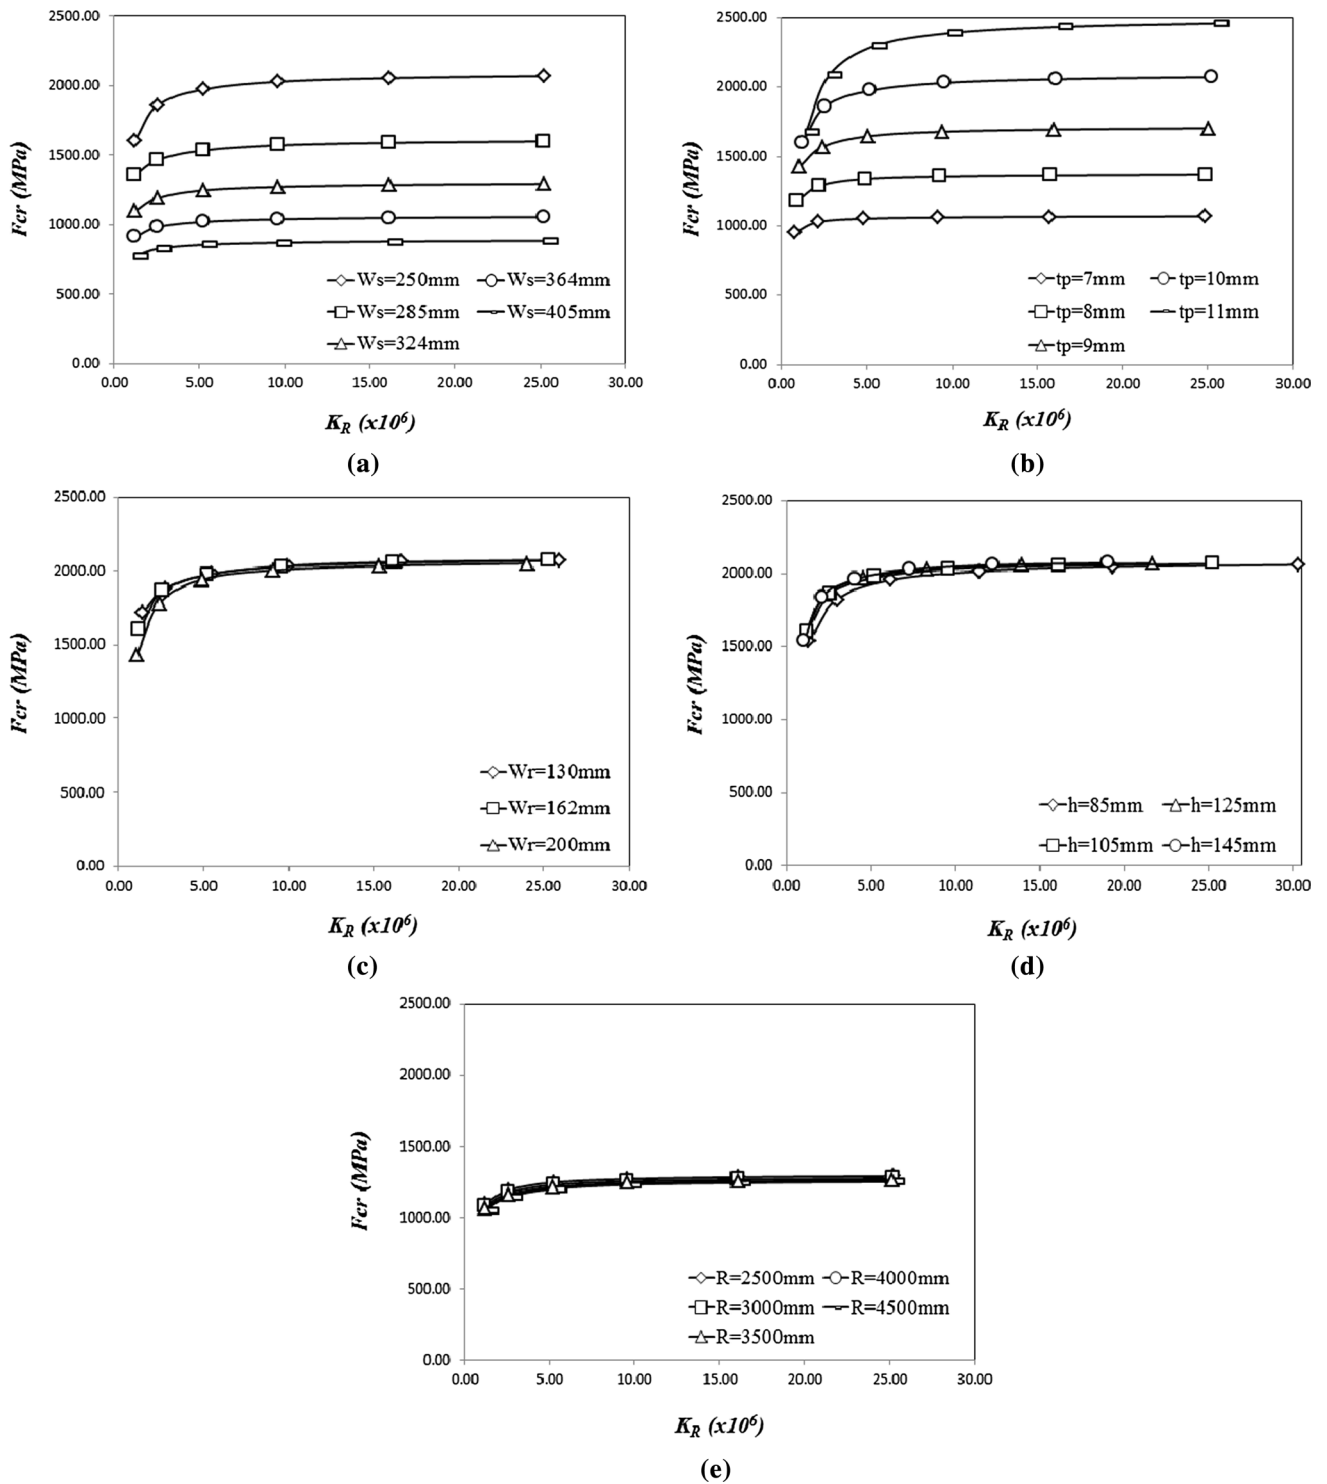 2500.00
2000.00
1500.00
1000.00
500.00
0.00
Fcr (MPa)
Ws=250mm Ws=364mm
Ws=285mm Ws=405mm
Ws=324mm
0.00 5.00 10.00 15.00 20.00 25.00 30.00
K_R (x10⁶)
(a)
2500.00
2000.00
1500.00
1000.00
500.00
0.00
Fcr (MPa)
tp=7mm tp=10mm
tp=8mm tp=11mm
tp=9mm
0.00 5.00 10.00 15.00 20.00 25.00 30.00
K_R (x10⁶)
(b)
2500.00
2000.00
1500.00
1000.00
500.00
0.00
Fcr (MPa)
Wr=130mm
Wr=162mm
Wr=200mm
0.00 5.00 10.00 15.00 20.00 25.00 30.00
K_R (x10⁶)
(c)
2500.00
2000.00
1500.00
1000.00
500.00
0.00
Fcr (MPa)
h=85mm h=125mm
h=105mm h=145mm
0.00 5.00 10.00 15.00 20.00 25.00 30.00
K_R (x10⁶)
(d)
2500.00
2000.00
1500.00
1000.00
500.00
0.00
Fcr (MPa)
R=2500mm R=4000mm
R=3000mm R=4500mm
R=3500mm
0.00 5.00 10.00 15.00 20.00 25.00 30.00
K_R (x10⁶)
(e)